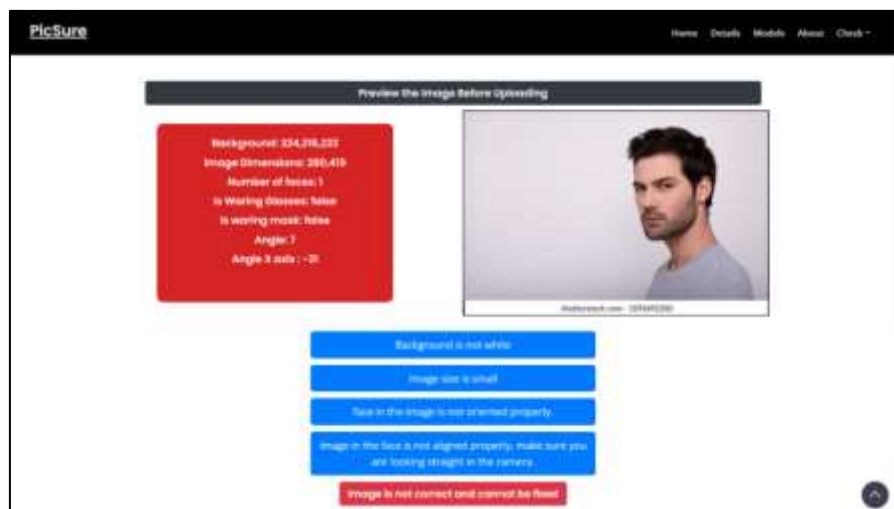 PicSure
Home Details Models About Check
Preview the Image Before Uploading
Background: 224,216,222
Image Dimensions: 280,419
Number of faces: 1
Is Waring Glasses: false
Is waring mask: false
Angle: 7
Angle X axis : -31
shutterstock.com ·
Background is not white
Image size is small
face in the image is not oriented properly.
Image in the face is not aligned properly, make sure you
are looking straight in the camera.
Image is not correct and cannot be fixed